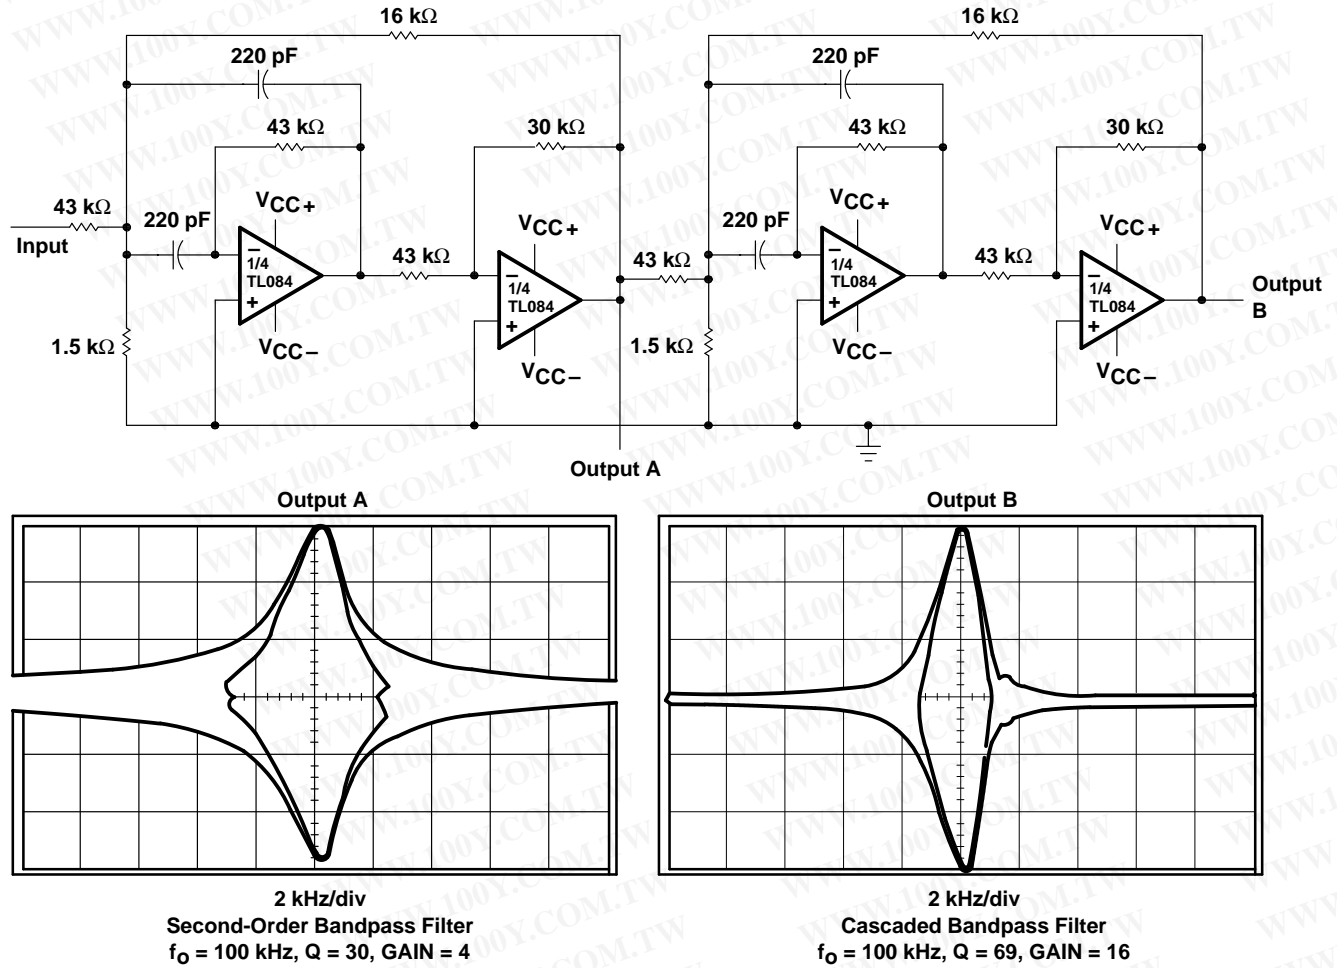 16 kΩ
16 kΩ
220 pF
220 pF
43 kΩ
30 kΩ
43 kΩ
30 kΩ
43 kΩ
Input
220 pF
VCC+
− 1/4 TL084 +
VCC−
43 kΩ
VCC+
− 1/4 TL084 +
VCC−
1.5 kΩ
43 kΩ
220 pF
VCC+
− 1/4 TL084 +
VCC−
43 kΩ
VCC+
− 1/4 TL084 +
VCC−
1.5 kΩ
Output
B
Output A
Output A
Output B
2 kHz/div
Second-Order Bandpass Filter
fo = 100 kHz, Q = 30, GAIN = 4
2 kHz/div
Cascaded Bandpass Filter
fo = 100 kHz, Q = 69, GAIN = 16
WWW.100Y.COM.TW